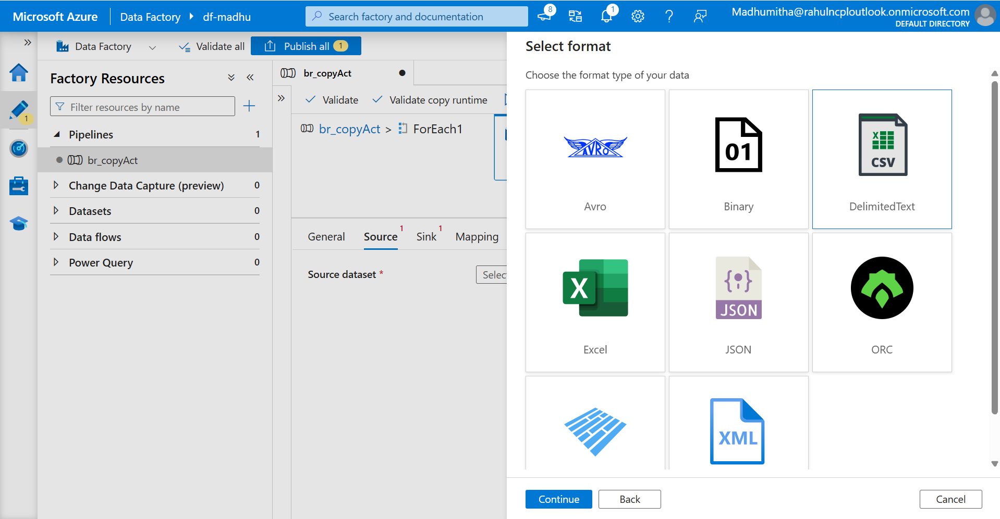 Microsoft Azure
Data Factory
df-madhu
Search factory and documentation
8
1
Madhumitha@rahulncploutlook.onmicrosoft.com
DEFAULT DIRECTORY
Data Factory
Validate all
Publish all
1
1
Factory Resources
Filter resources by name
Pipelines
1
br_copyAct
Change Data Capture (preview)
0
Datasets
0
Data flows
0
Power Query
0
br_copyAct
Validate
Validate copy runtime
br_copyAct > ForEach1
General
Source
1
Sink
1
Mapping
Source dataset *
Select format
Choose the format type of your data
AVRO
Avro
01
Binary
X
CSV
DelimitedText
X
Excel
JSON
JSON
ORC
XML
Continue
Back
Cancel